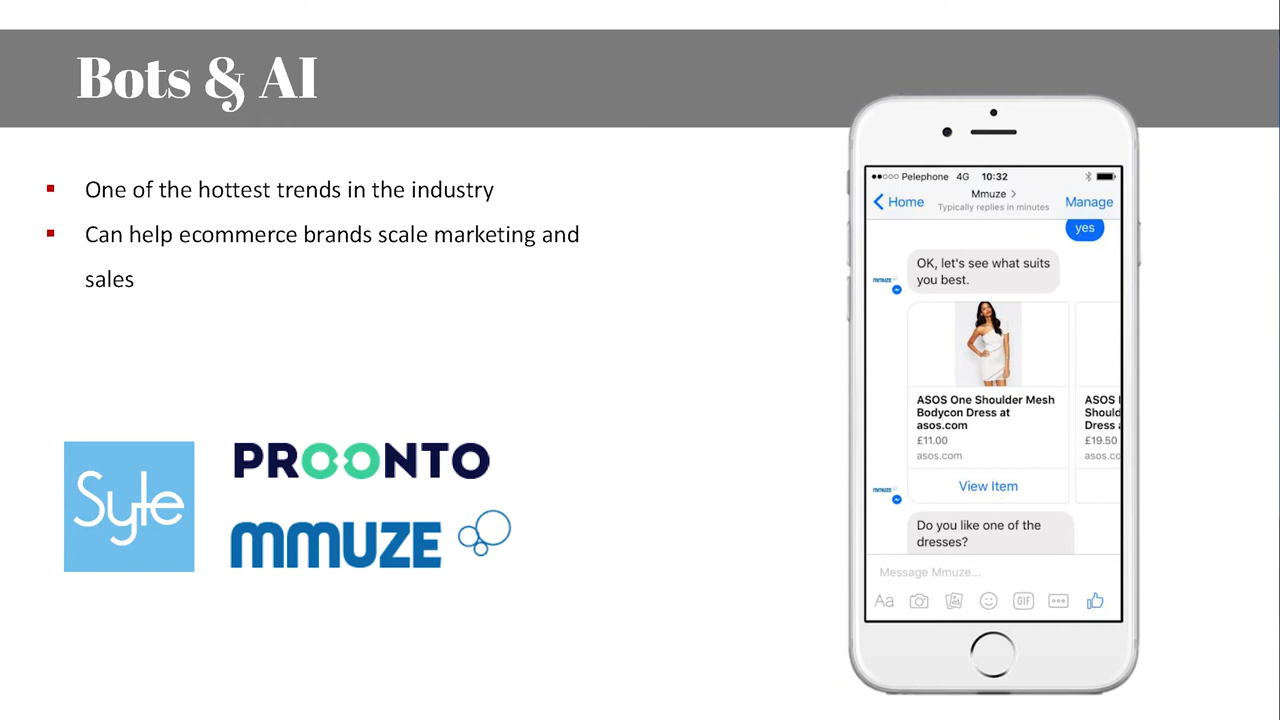 Bots & AI
One of the hottest trends in the industry
Can help ecommerce brands scale marketing and
sales
Syte
PROONTO
MMUZE
Pelephone 4G 10:32
Home
Mmuze
Typically replies in minutes
Manage
yes
OK, let's see what suits
you best.
MMUZE
ASOS One Shoulder Mesh
Bodycon Dress at
asos.com
£11.00
asos.com
View Item
ASOS
Should
Dress a
£19.50
asos.c
MMUZE
Do you like one of the
dresses?
Message Mmuze...
Aa
GIF